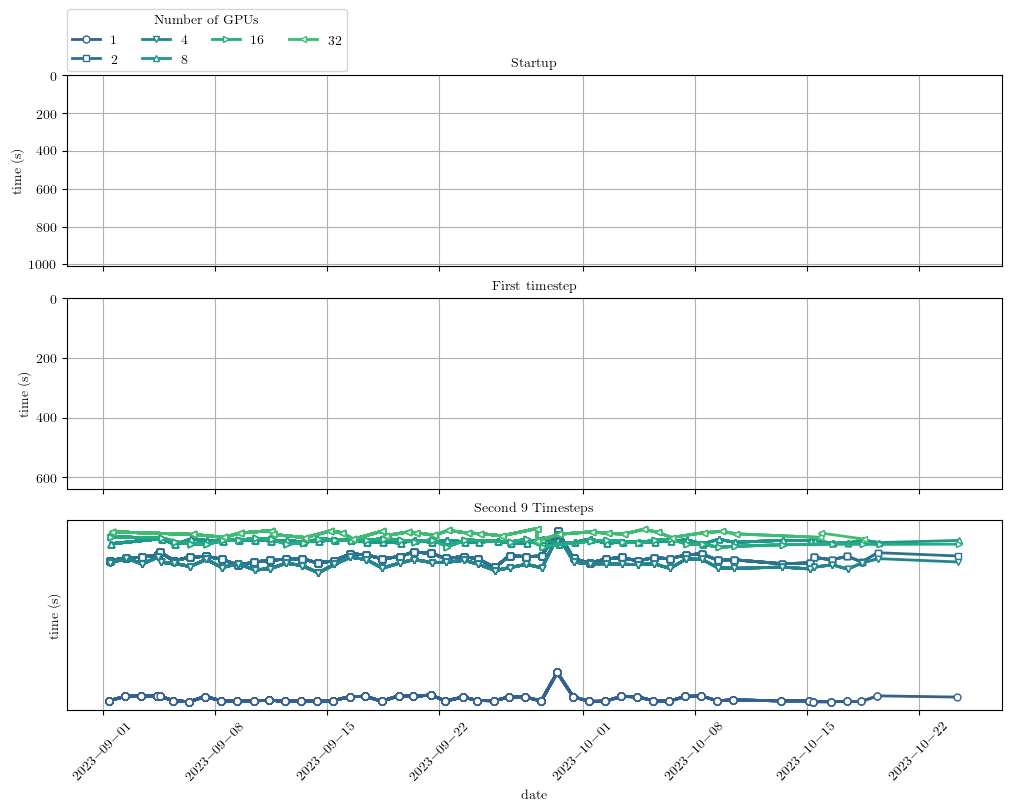 Number of GPUs
1 4 16 32
2 8
Startup
0
200
400
600
800
1000
time (s)
First timestep
0
200
400
600
time (s)
Second 9 Timesteps
time (s)
2023−09−01 2023−09−08 2023−09−15 2023−09−22 2023−10−01 2023−10−08 2023−10−15 2023−10−22
date